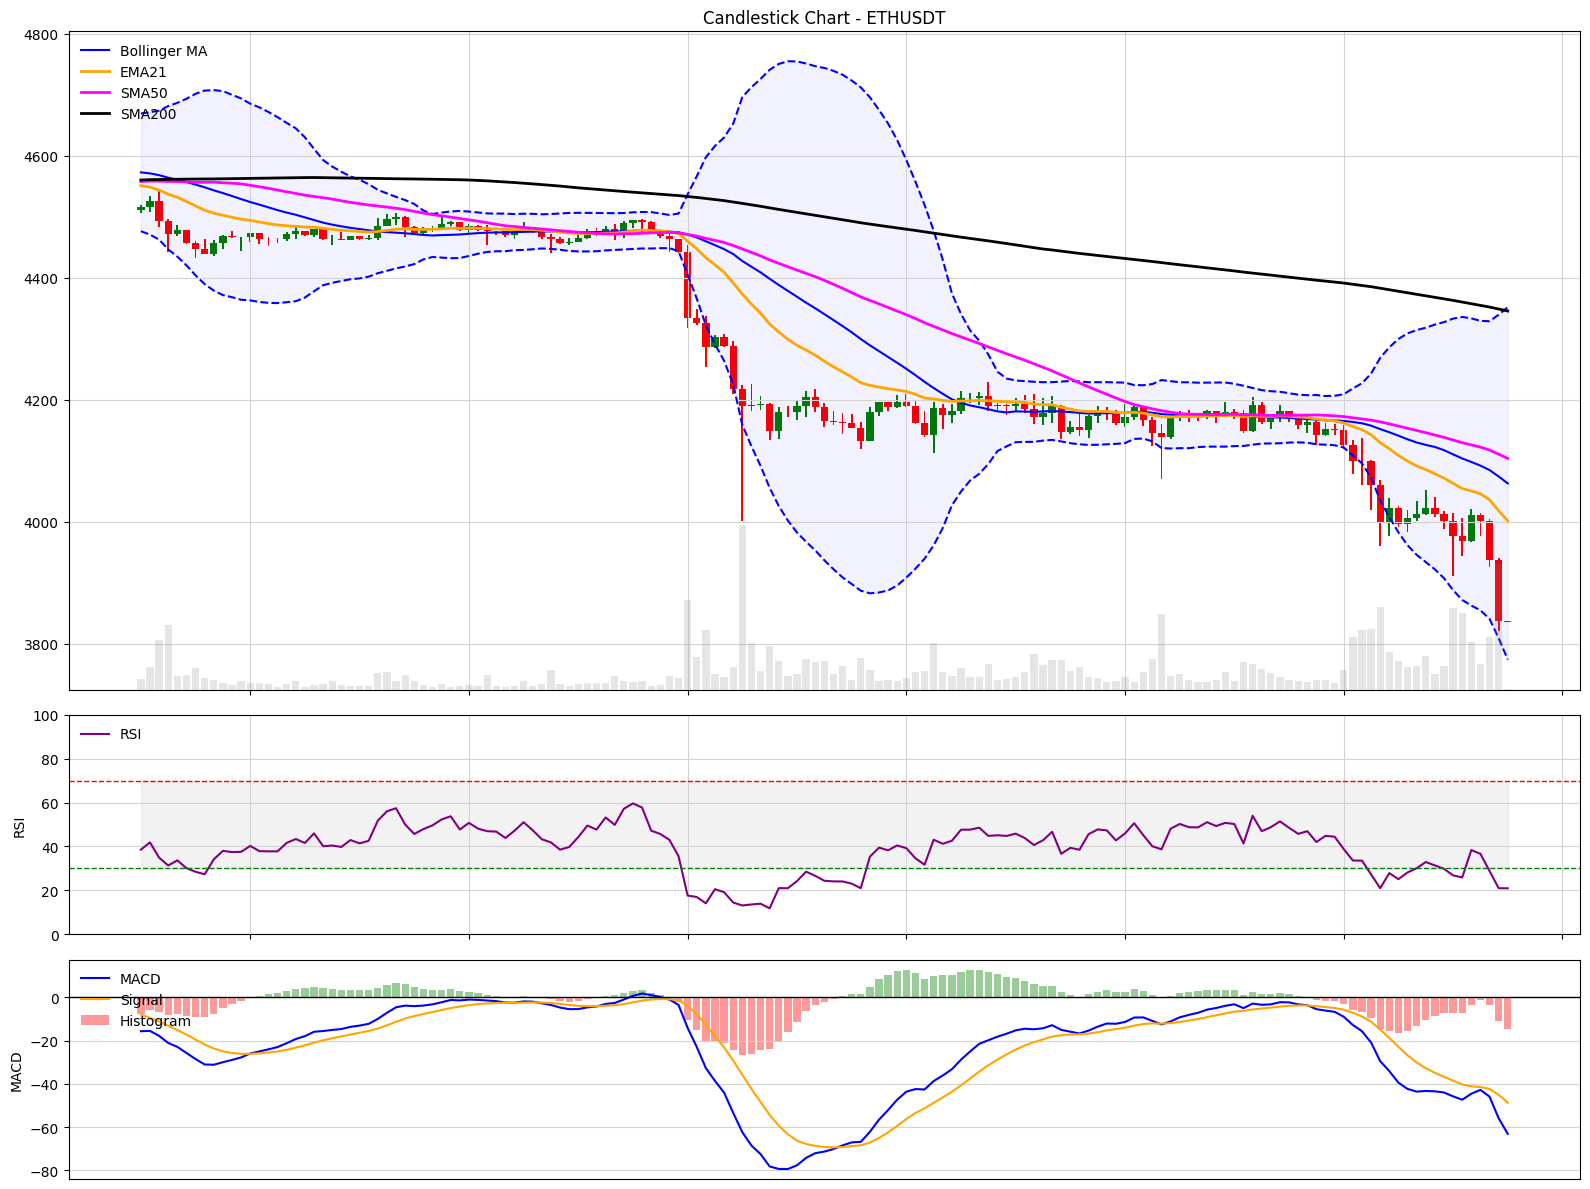 Candlestick Chart - ETHUSDT
4800
4600
4400
4200
4000
3800
Bollinger MA
EMA21
SMA50
SMA200
RSI
100
80
60
40
20
0
RSI
MACD
0
−20
−40
−60
−80
MACD
Signal
Histogram